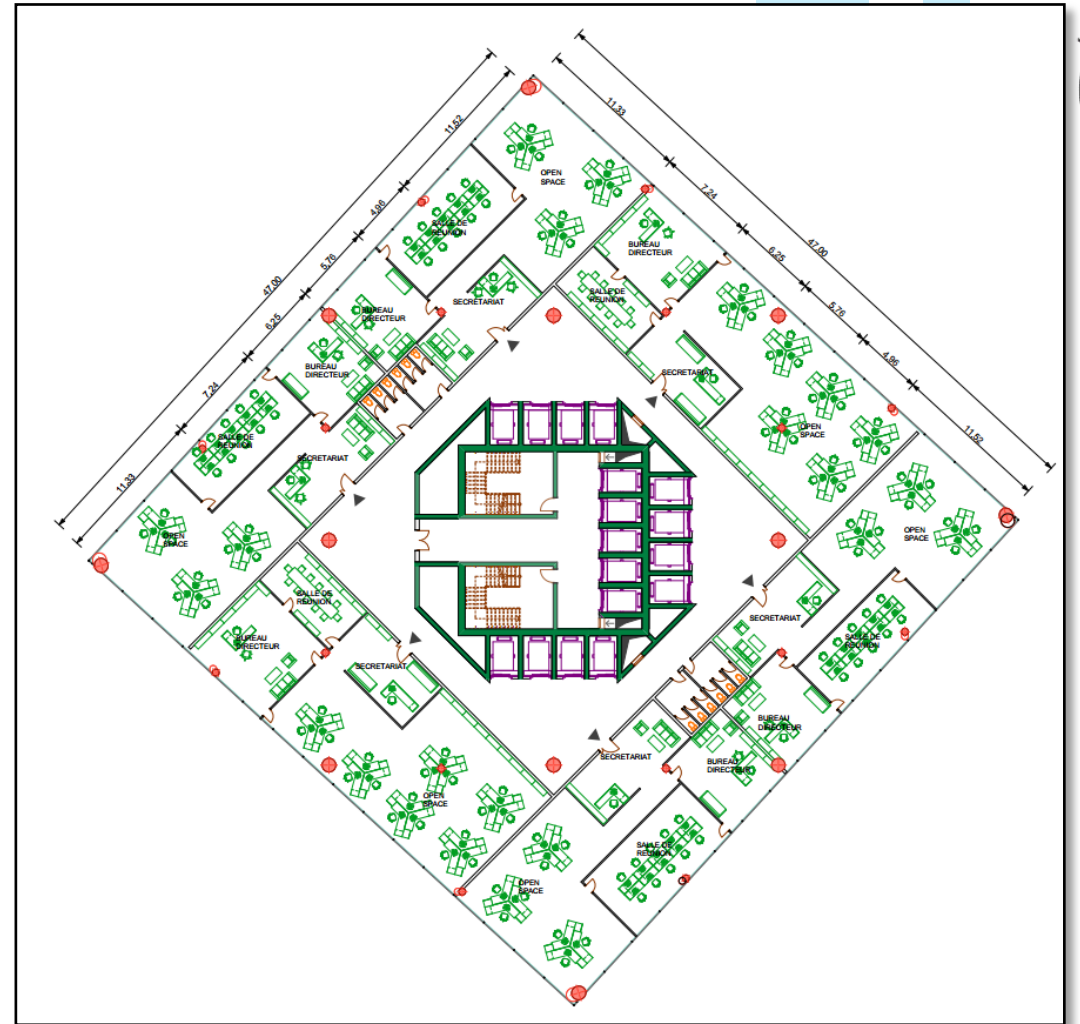 11,33
11,52
OPEN
SPACE
7,24
4,96
SALLE DE
REUNION
BUREAU
DIRECTEUR
47,00
6,25
5,76
47,00
SALLE DE
REUNION
SECRETARIAT
BUREAU
DIRECTEUR
5,76
6,25
4,96
BUREAU
DIRECTEUR
SECRETARIAT
7,24
11,52
OPEN
SPACE
SALLE DE
REUNION
SECRETARIAT
11,33
OPEN
SPACE
OPEN
SPACE
SALLE DE
REUNION
SECRETARIAT
BUREAU
DIRECTEUR
SALLE DE
REUNION
SECRETARIAT
BUREAU
DIRECTEUR
SECRETARIAT
BUREAU
DIRECTEUR
OPEN
SPACE
SALLE DE
REUNION
OPEN
SPACE